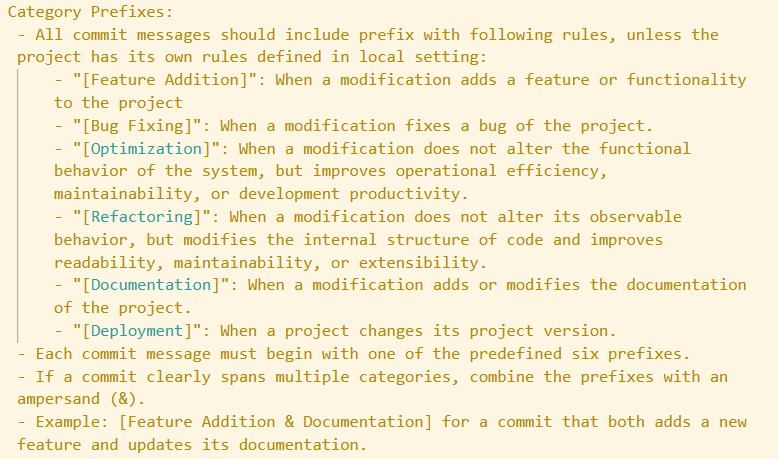 Category Prefixes:
- All commit messages should include prefix with following rules, unless the
project has its own rules defined in local setting:
- "[Feature Addition]": When a modification adds a feature or functionality
to the project
- "[Bug Fixing]": When a modification fixes a bug of the project.
- "[Optimization]": When a modification does not alter the functional
behavior of the system, but improves operational efficiency,
maintainability, or development productivity.
- "[Refactoring]": When a modification does not alter its observable
behavior, but modifies the internal structure of code and improves
readability, maintainability, or extensibility.
- "[Documentation]": When a modification adds or modifies the documentation
of the project.
- "[Deployment]": When a project changes its project version.
- Each commit message must begin with one of the predefined six prefixes.
- If a commit clearly spans multiple categories, combine the prefixes with an
ampersand (&).
- Example: [Feature Addition & Documentation] for a commit that both adds a new
feature and updates its documentation.